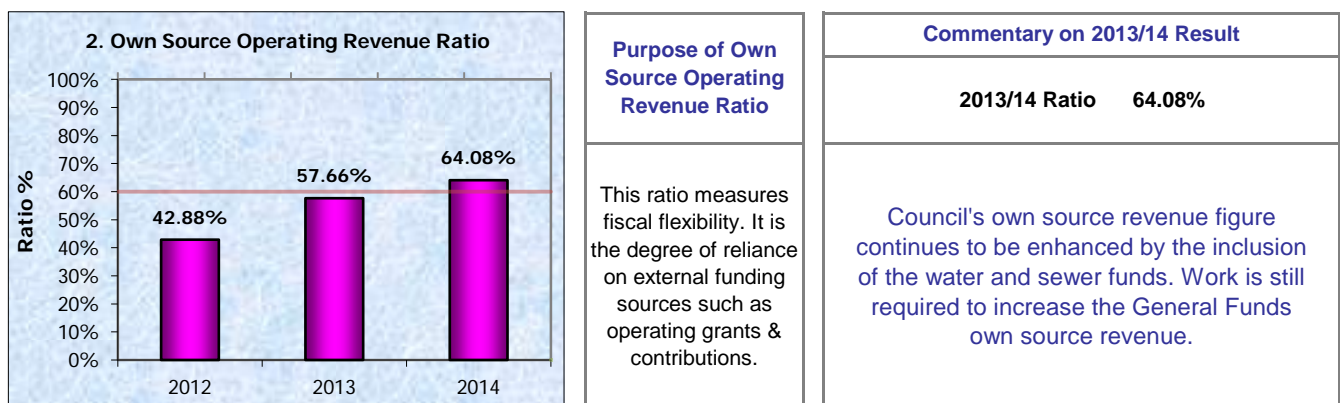 2. Own Source Operating Revenue Ratio
100%
90%
80%
70%
60%
50%
40%
30%
20%
10%
0%
Ratio %
42.88%
57.66%
64.08%
2012
2013
2014
Purpose of Own
Source Operating
Revenue Ratio
This ratio measures
fiscal flexibility. It is
the degree of reliance
on external funding
sources such as
operating grants &
contributions.
Commentary on 2013/14 Result
2013/14 Ratio 64.08%
Council's own source revenue figure
continues to be enhanced by the inclusion
of the water and sewer funds. Work is still
required to increase the General Funds
own source revenue.